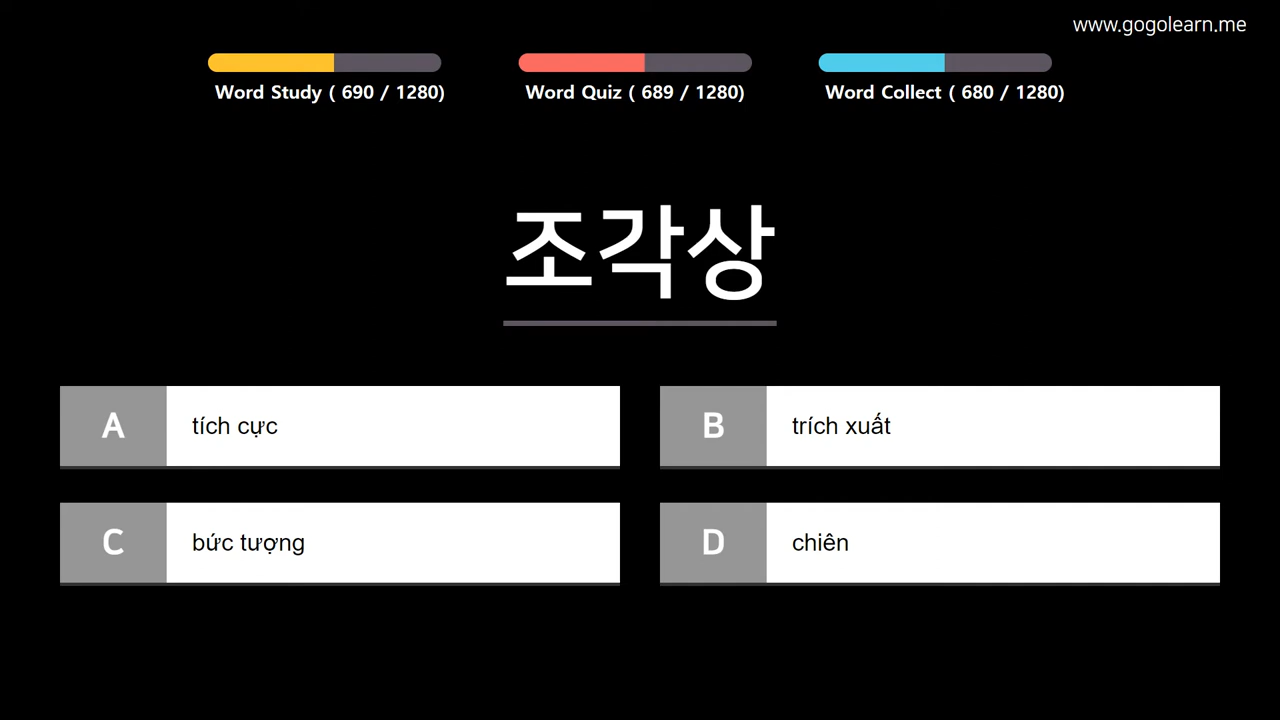 www.gogolearn.me
Word Study ( 690 / 1280)
Word Quiz ( 689 / 1280)
Word Collect ( 680 / 1280)
조각상
A
tích cực
B
trích xuất
C
bức tượng
D
chiên